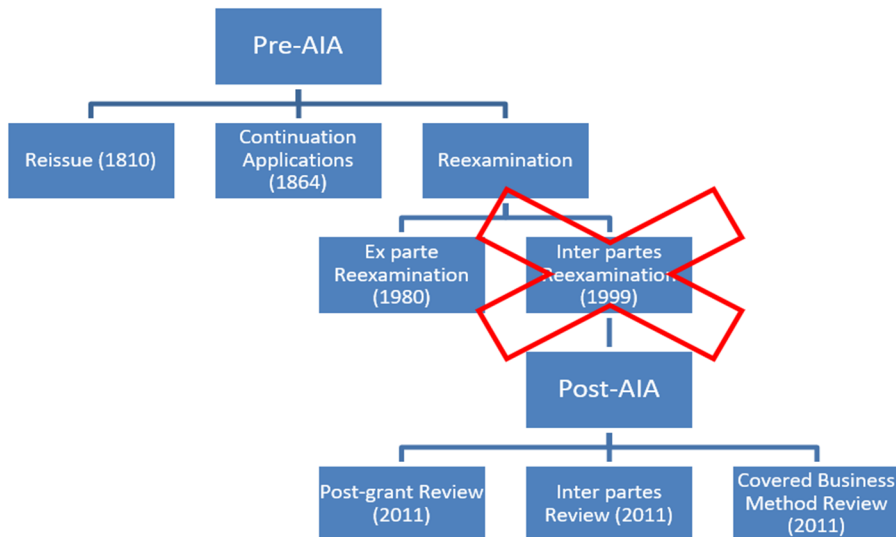 Pre-AIA
Reissue (1810)
Continuation
Applications
(1864)
Reexamination
Ex parte
Reexamination
(1980)
Inter partes
Reexamination
(1999)
Post-AIA
Post-grant Review
(2011)
Inter partes
Review (2011)
Covered Business
Method Review
(2011)